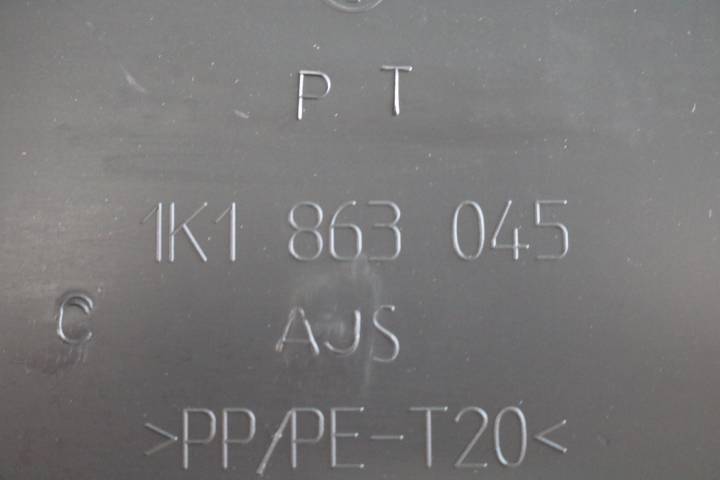 P T
1K1 863 045
C AJS
>PP/PE-T20<